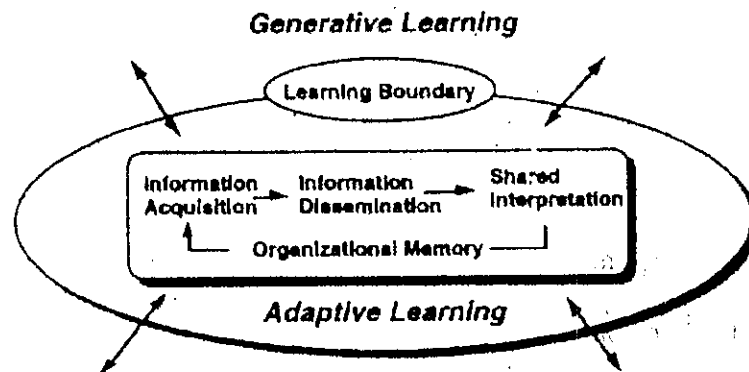 Generative Learning
Learning Boundary
Information
Acquisition
Information
Dissemination
Shared
Interpretation
Organizational Memory
Adaptive Learning